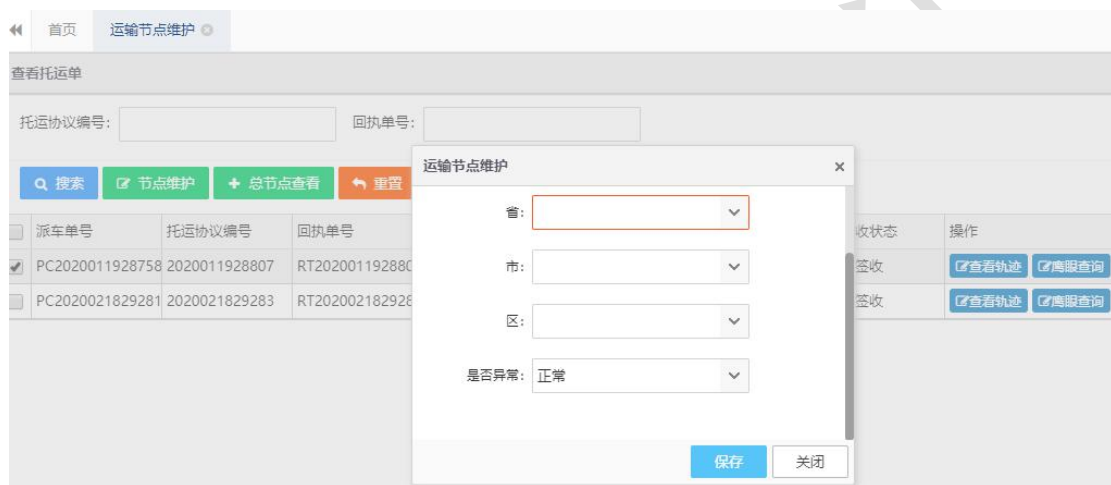 首页 运输节点维护
查看托运单
托运协议编号: 回执单号:
运输节点维护 ×
搜索 节点维护 总节点查看 重置
省:
派车单号 托运协议编号 回执单号 收状态 操作
PC2020011928758 2020011928807 RT20200119288 签收 查看轨迹 鹰眼查询
市:
PC2020021829281 2020021829283 RT202002182928 签收 查看轨迹 鹰眼查询
区:
是否异常: 正常
保存 关闭